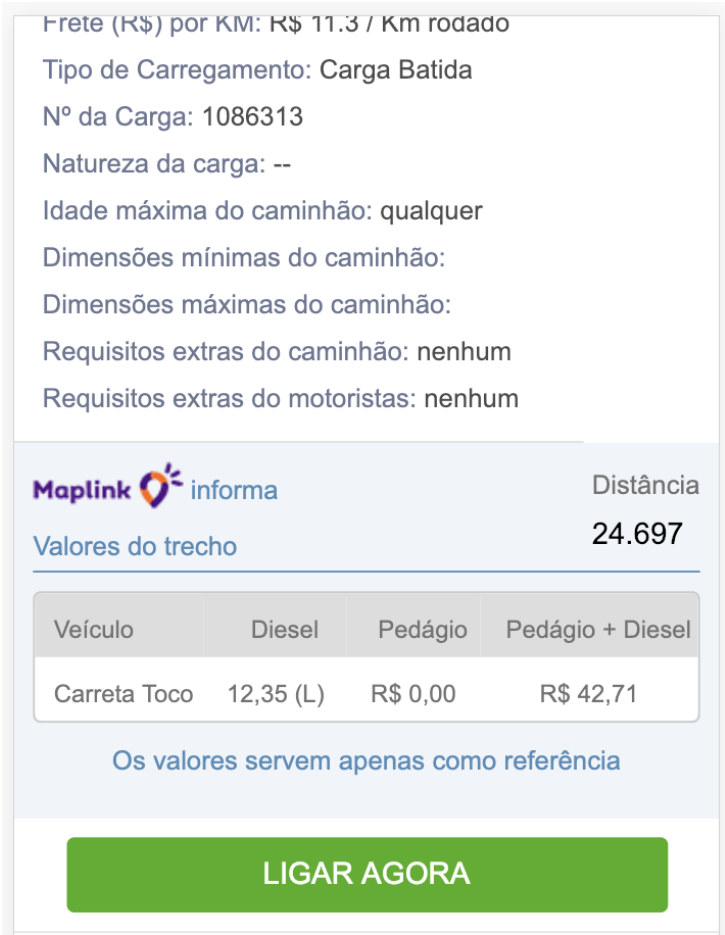 Frete (R$) por KM: R$ 11.3 / Km rodado
Tipo de Carregamento: Carga Batida
Nº da Carga: 1086313
Natureza da carga: --
Idade máxima do caminhão: qualquer
Dimensões mínimas do caminhão:
Dimensões máximas do caminhão:
Requisitos extras do caminhão: nenhum
Requisitos extras do motoristas: nenhum
Maplink informa
Distância
24.697
Valores do trecho
Veículo Diesel Pedágio Pedágio + Diesel
Carreta Toco 12,35 (L) R$ 0,00 R$ 42,71
Os valores servem apenas como referência
LIGAR AGORA